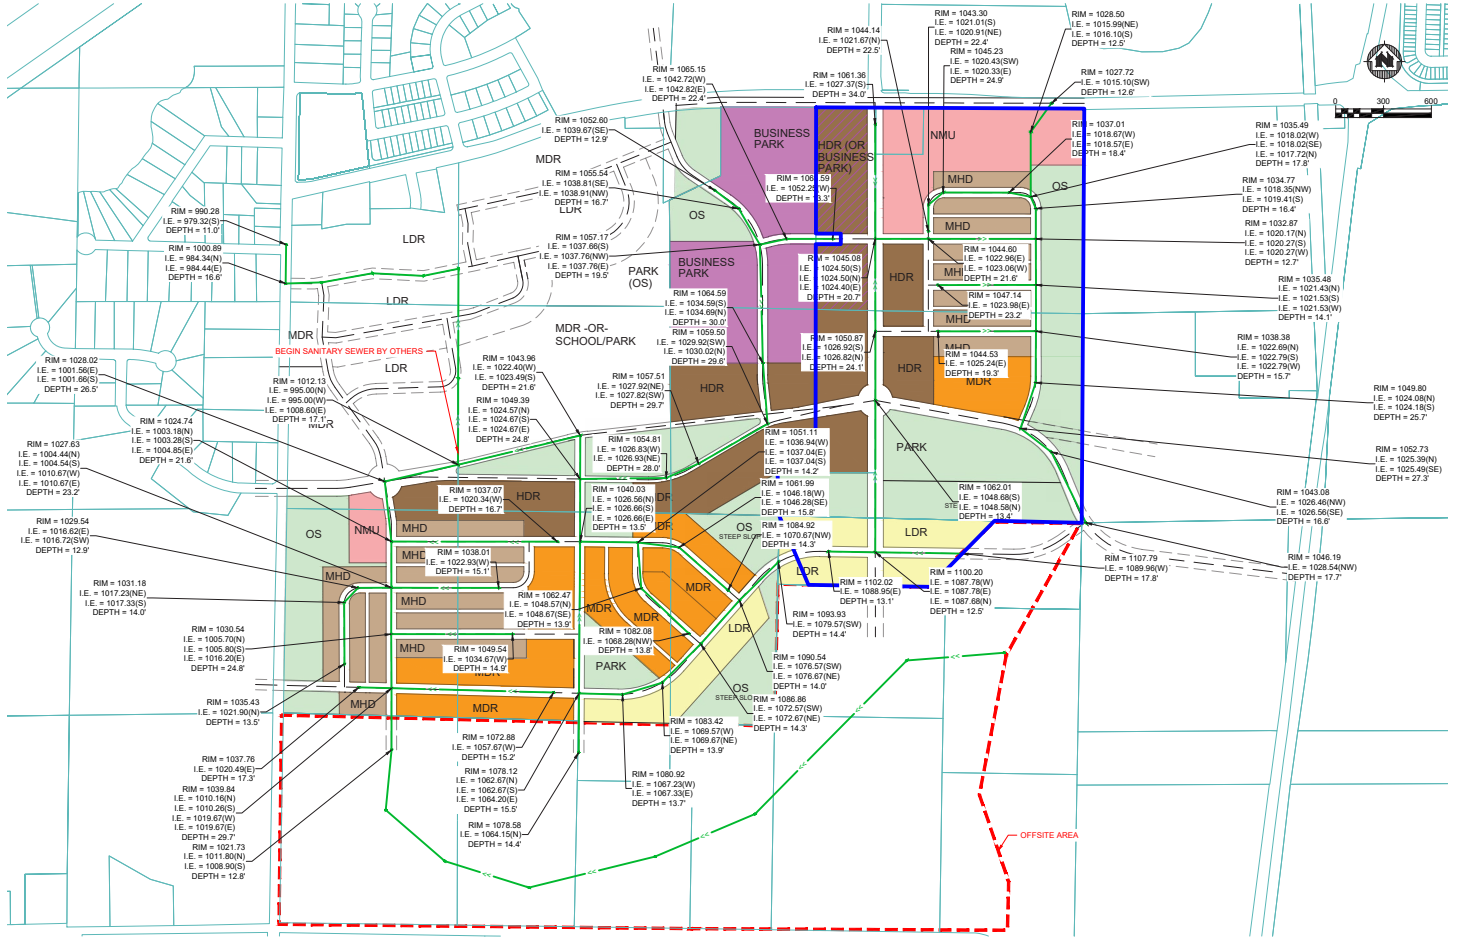 RIM = 1043.30
I.E. = 1021.01(S)
I.E. = 1020.91(NE)
DEPTH = 22.4'
RIM = 1028.50
I.E. = 1015.99(NE)
I.E. = 1016.10(S)
DEPTH = 12.5'
RIM = 1044.14
I.E. = 1021.67(N)
DEPTH = 22.5'
RIM = 1045.23
I.E. = 1020.43(SW)
I.E. = 1020.33(E)
DEPTH = 24.9'
RIM = 1065.15
I.E. = 1042.72(W)
I.E. = 1042.82(E)
DEPTH = 22.4'
RIM = 1061.36
I.E. = 1027.37(S)
DEPTH = 34.0'
RIM = 1027.72
I.E. = 1015.10(SW)
DEPTH = 12.6'
N
0 300 600
RIM = 1052.60
I.E. = 1039.67(SE)
DEPTH = 12.9'
BUSINESS
PARK
HDR (OR
BUSINESS
PARK)
NMU
RIM = 1037.01
I.E. = 1018.67(W)
I.E. = 1018.57(E)
DEPTH = 18.4'
RIM = 1035.49
I.E. = 1018.02(W)
I.E. = 1018.02(SE)
I.E. = 1017.72(N)
DEPTH = 17.8'
MDR
RIM = 1055.54
I.E. = 1038.81(SE)
I.E. = 1038.91(NW)
DEPTH = 16.7'
LDR
MHD
OS
RIM = 1034.77
I.E. = 1018.35(NW)
I.E. = 1019.41(S)
DEPTH = 16.4'
RIM = 990.28
I.E. = 979.32(S)
DEPTH = 11.0'
OS
MHD
RIM = 1032.87
I.E. = 1020.17(N)
I.E. = 1020.27(S)
I.E. = 1020.27(W)
DEPTH = 12.7'
LDR
RIM = 1057.17
I.E. = 1037.66(S)
I.E. = 1037.76(NW)
I.E. = 1037.76(E)
DEPTH = 19.5'
RIM = 1000.89
I.E. = 984.34(N)
I.E. = 984.44(E)
DEPTH = 16.6'
PARK
(OS)
BUSINESS
PARK
RIM = 1045.08
I.E. = 1024.50(S)
I.E. = 1024.50(N)
I.E. = 1024.40(E)
DEPTH = 20.7'
HDR
RIM = 1044.60
I.E. = 1022.96(E)
I.E. = 1023.06(W)
DEPTH = 21.6'
RIM = 1035.48
I.E. = 1021.43(N)
I.E. = 1021.53(S)
I.E. = 1021.53(W)
DEPTH = 14.1'
LDR
RIM = 1064.59
I.E. = 1034.59(S)
I.E. = 1034.69(N)
DEPTH = 30.0'
RIM = 1047.14
I.E. = 1023.98(E)
DEPTH = 23.2'
MDR
MDR -OR-
SCHOOL/PARK
RIM = 1059.50
I.E. = 1029.92(SW)
I.E. = 1030.02(N)
DEPTH = 29.6'
RIM = 1050.87
I.E. = 1026.92(S)
I.E. = 1026.82(N)
DEPTH = 24.1'
RIM = 1044.53
I.E. = 1025.24(E)
DEPTH = 19.3'
RIM = 1038.38
I.E. = 1022.69(N)
I.E. = 1022.79(S)
I.E. = 1022.79(W)
DEPTH = 15.7'
BEGIN SANITARY SEWER BY OTHERS
LDR
RIM = 1028.02
I.E. = 1001.56(E)
I.E. = 1001.66(S)
DEPTH = 26.5'
RIM = 1043.96
I.E. = 1022.40(W)
I.E. = 1023.49(S)
DEPTH = 21.6'
RIM = 1057.51
I.E. = 1027.92(NE)
I.E. = 1027.82(SW)
DEPTH = 29.7'
HDR
HDR
MDR
RIM = 1049.80
I.E. = 1024.08(N)
I.E. = 1024.18(S)
DEPTH = 25.7'
RIM = 1012.13
I.E. = 995.00(N)
I.E. = 995.00(W)
I.E. = 1008.60(E)
DEPTH = 17.1'
MDR
RIM = 1049.39
I.E. = 1024.57(N)
I.E. = 1024.67(S)
I.E. = 1024.67(E)
DEPTH = 24.8'
RIM = 1024.74
I.E. = 1003.18(N)
I.E. = 1003.28(S)
I.E. = 1004.85(E)
DEPTH = 21.6'
RIM = 1054.81
I.E. = 1026.83(W)
I.E. = 1026.93(NE)
DEPTH = 28.0'
RIM = 1051.11
I.E. = 1036.94(W)
I.E. = 1037.04(E)
I.E. = 1037.04(S)
DEPTH = 14.2'
PARK
RIM = 1052.73
I.E. = 1025.39(N)
I.E. = 1025.49(SE)
DEPTH = 27.3'
RIM = 1027.63
I.E. = 1004.44(N)
I.E. = 1004.54(S)
I.E. = 1010.67(W)
I.E. = 1010.67(E)
DEPTH = 23.2'
RIM = 1037.07
I.E. = 1020.34(W)
DEPTH = 16.7'
HDR
RIM = 1040.03
I.E. = 1026.56(N)
I.E. = 1026.66(S)
I.E. = 1026.66(E)
DEPTH = 13.5'
RIM = 1061.99
I.E. = 1046.18(W)
I.E. = 1046.28(SE)
DEPTH = 15.8'
RIM = 1062.01
I.E. = 1048.68(S)
I.E. = 1048.58(N)
DEPTH = 13.4'
RIM = 1043.08
I.E. = 1026.46(NW)
I.E. = 1026.56(SE)
DEPTH = 16.6'
RIM = 1029.54
I.E. = 1016.62(E)
I.E. = 1016.72(SW)
DEPTH = 12.9'
OS
NMU
MHD
OS
STEEP SLOPE
RIM = 1084.92
I.E. = 1070.67(NW)
DEPTH = 14.3'
LDR
MHD
RIM = 1038.01
I.E. = 1022.93(W)
DEPTH = 15.1'
RIM = 1107.79
I.E. = 1089.96(W)
DEPTH = 17.8'
RIM = 1046.19
I.E. = 1028.54(NW)
DEPTH = 17.7'
MHD
LDR
RIM = 1100.20
I.E. = 1087.78(W)
I.E. = 1087.78(E)
I.E. = 1087.68(N)
DEPTH = 12.5'
RIM = 1031.18
I.E. = 1017.23(NE)
I.E. = 1017.33(S)
DEPTH = 14.0'
MHD
RIM = 1062.47
I.E. = 1048.57(N)
I.E. = 1048.67(SE)
DEPTH = 13.9'
MDR
MDR
MDR
RIM = 1102.02
I.E. = 1088.95(E)
DEPTH = 13.1'
RIM = 1093.93
I.E. = 1079.57(SW)
DEPTH = 14.4'
RIM = 1030.54
I.E. = 1005.70(N)
I.E. = 1005.80(S)
I.E. = 1016.20(E)
DEPTH = 24.8'
MHD
RIM = 1049.54
I.E. = 1034.67(W)
DEPTH = 14.9'
RIM = 1082.08
I.E. = 1068.28(NW)
DEPTH = 13.8'
LDR
PARK
MDR
RIM = 1090.54
I.E. = 1076.57(SW)
I.E. = 1076.67(NE)
DEPTH = 14.0'
OS
RIM = 1086.86
I.E. = 1072.57(SW)
I.E. = 1072.67(NE)
DEPTH = 14.3'
RIM = 1035.43
I.E. = 1021.90(N)
DEPTH = 13.5'
MHD
MDR
RIM = 1083.42
I.E. = 1069.57(W)
I.E. = 1069.67(NE)
DEPTH = 13.9'
RIM = 1072.88
I.E. = 1057.67(W)
DEPTH = 15.2'
RIM = 1037.76
I.E. = 1020.49(E)
DEPTH = 17.3'
RIM = 1078.12
I.E. = 1062.67(N)
I.E. = 1062.67(S)
I.E. = 1064.20(E)
DEPTH = 15.5'
RIM = 1080.92
I.E. = 1067.23(W)
I.E. = 1067.33(E)
DEPTH = 13.7'
RIM = 1039.84
I.E. = 1010.16(N)
I.E. = 1010.26(S)
I.E. = 1019.67(W)
I.E. = 1019.67(E)
DEPTH = 29.7'
RIM = 1078.58
I.E. = 1064.15(N)
DEPTH = 14.4'
OFFSITE AREA
RIM = 1021.73
I.E. = 1011.80(N)
I.E. = 1008.90(S)
DEPTH = 12.8'